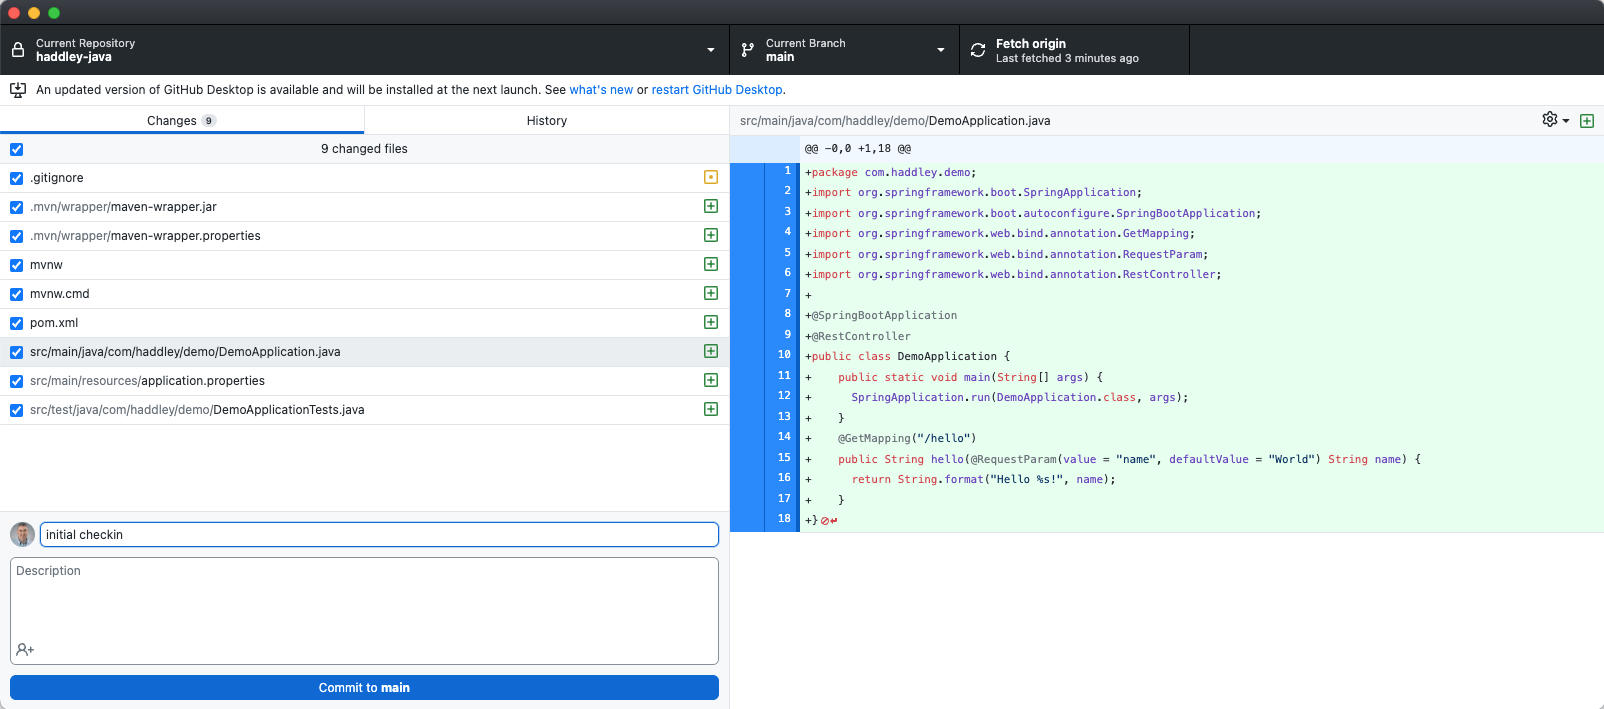 Current Repository
haddley-java
Current Branch
main
Fetch origin
Last fetched 3 minutes ago
An updated version of GitHub Desktop is available and will be installed at the next launch. See what's new or restart GitHub Desktop.
Changes 9
History
9 changed files
.gitignore
.mvn/wrapper/maven-wrapper.jar
.mvn/wrapper/maven-wrapper.properties
mvnw
mvnw.cmd
pom.xml
src/main/java/com/haddley/demo/DemoApplication.java
src/main/resources/application.properties
src/test/java/com/haddley/demo/DemoApplicationTests.java
initial checkin
Description
Commit to main
src/main/java/com/haddley/demo/DemoApplication.java
@@ -0,0 +1,18 @@
1 +package com.haddley.demo;
2 +import org.springframework.boot.SpringApplication;
3 +import org.springframework.boot.autoconfigure.SpringBootApplication;
4 +import org.springframework.web.bind.annotation.GetMapping;
5 +import org.springframework.web.bind.annotation.RequestParam;
6 +import org.springframework.web.bind.annotation.RestController;
7 +
8 +@SpringBootApplication
9 +@RestController
10 +public class DemoApplication {
11 +    public static void main(String[] args) {
12 +      SpringApplication.run(DemoApplication.class, args);
13 +    }
14 +    @GetMapping("/hello")
15 +    public String hello(@RequestParam(value = "name", defaultValue = "World") String name) {
16 +      return String.format("Hello %s!", name);
17 +    }
18 +}